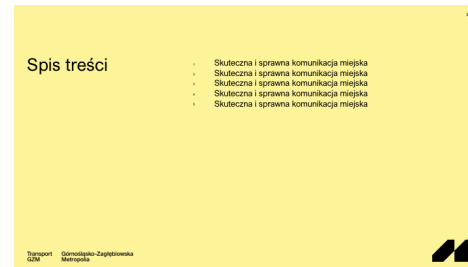 Spis treści
Skuteczna i sprawna komunikacja miejska
Skuteczna i sprawna komunikacja miejska
Skuteczna i sprawna komunikacja miejska
Skuteczna i sprawna komunikacja miejska
Skuteczna i sprawna komunikacja miejska
Transport GZM
Górnośląsko-Zagłębiowska Metropolia